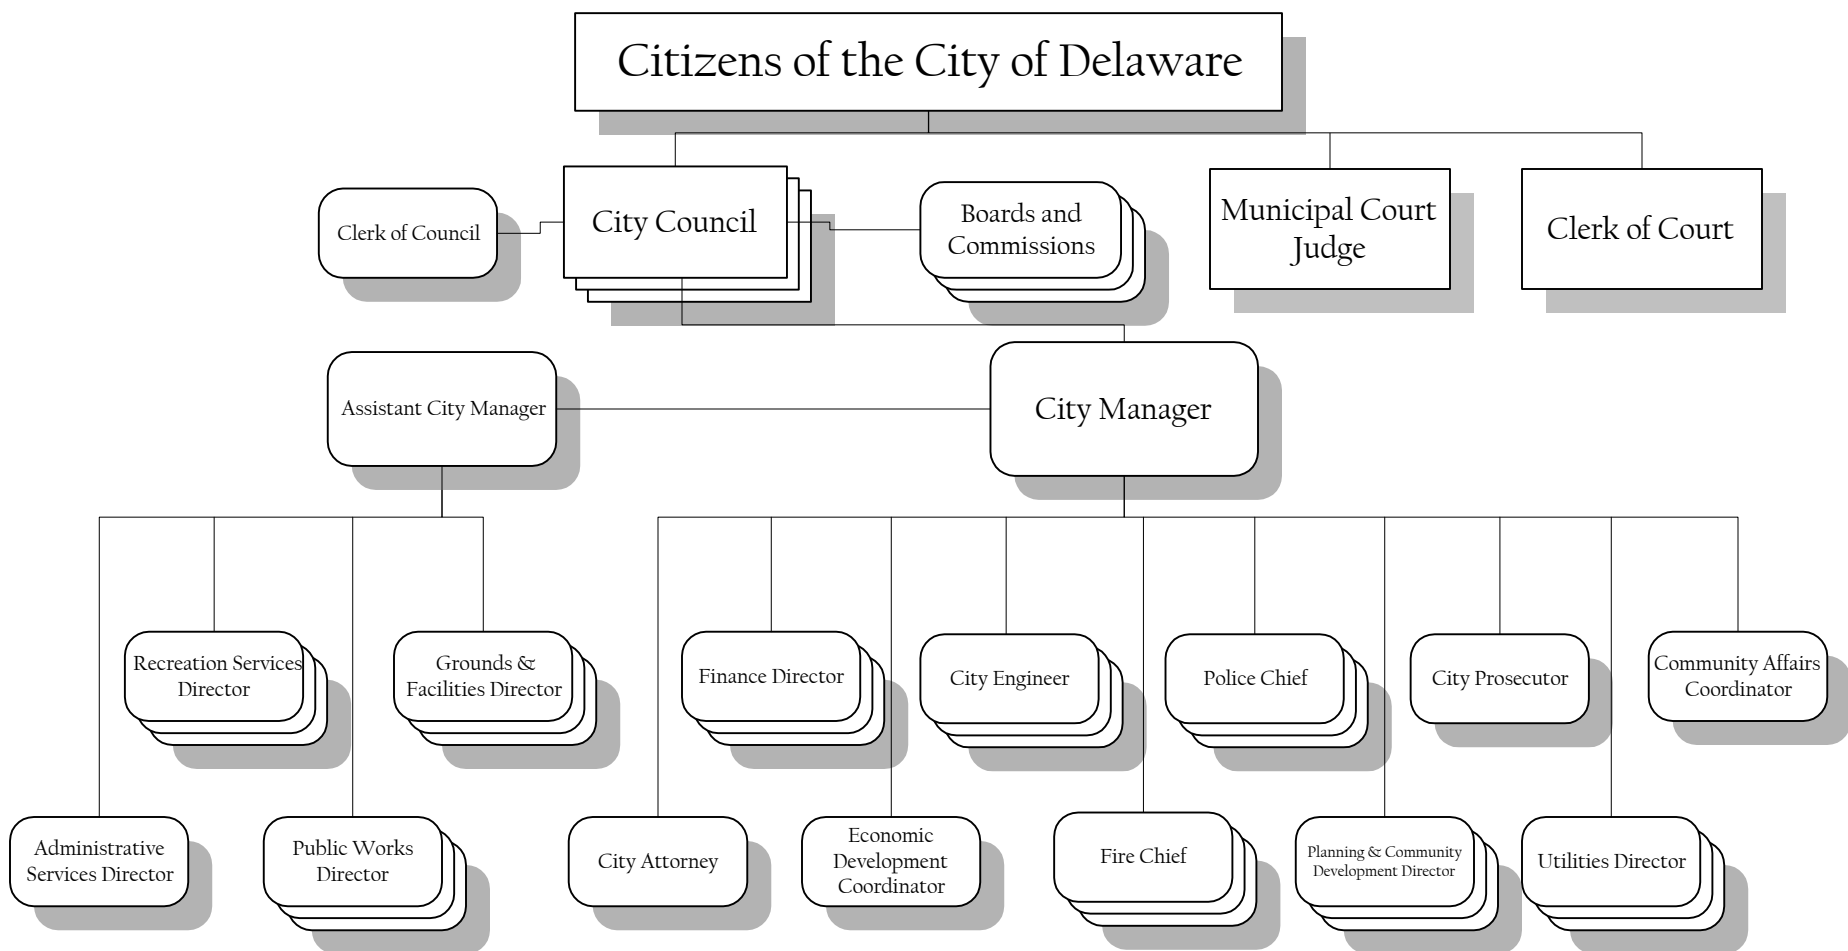 Citizens of the City of Delaware
Clerk of Council
City Council
Boards and
Commissions
Municipal Court
Judge
Clerk of Court
Assistant City Manager
City Manager
Recreation Services
Director
Grounds &
Facilities Director
Finance Director
City Engineer
Police Chief
City Prosecutor
Community Affairs
Coordinator
Administrative
Services Director
Public Works
Director
City Attorney
Economic
Development
Coordinator
Fire Chief
Planning & Community
Development Director
Utilities Director